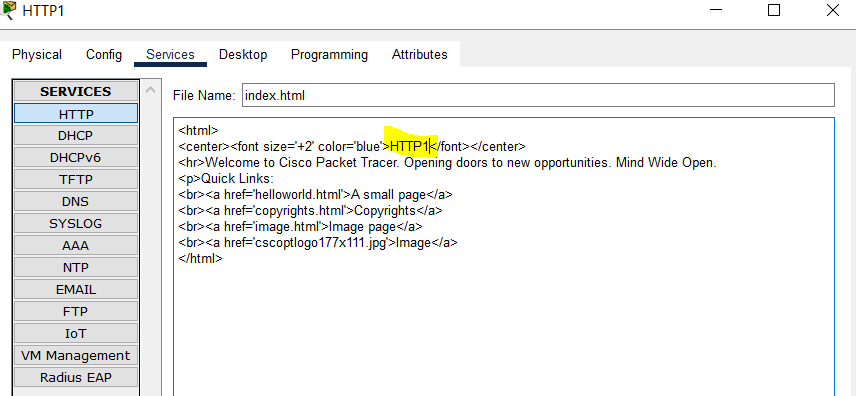 HTTP1
Physical Config Services Desktop Programming Attributes
SERVICES
HTTP
DHCP
DHCPv6
TFTP
DNS
SYSLOG
AAA
NTP
EMAIL
FTP
IoT
VM Management
Radius EAP
File Name: index.html
<html>
<center><font size='+2' color='blue'>HTTP1</font></center>
<hr>Welcome to Cisco Packet Tracer. Opening doors to new opportunities. Mind Wide Open.
<p>Quick Links:
<br><a href='helloworld.html'>A small page</a>
<br><a href='copyrights.html'>Copyrights</a>
<br><a href='image.html'>Image page</a>
<br><a href='cscoptlogo177x111.jpg'>Image</a>
</html>